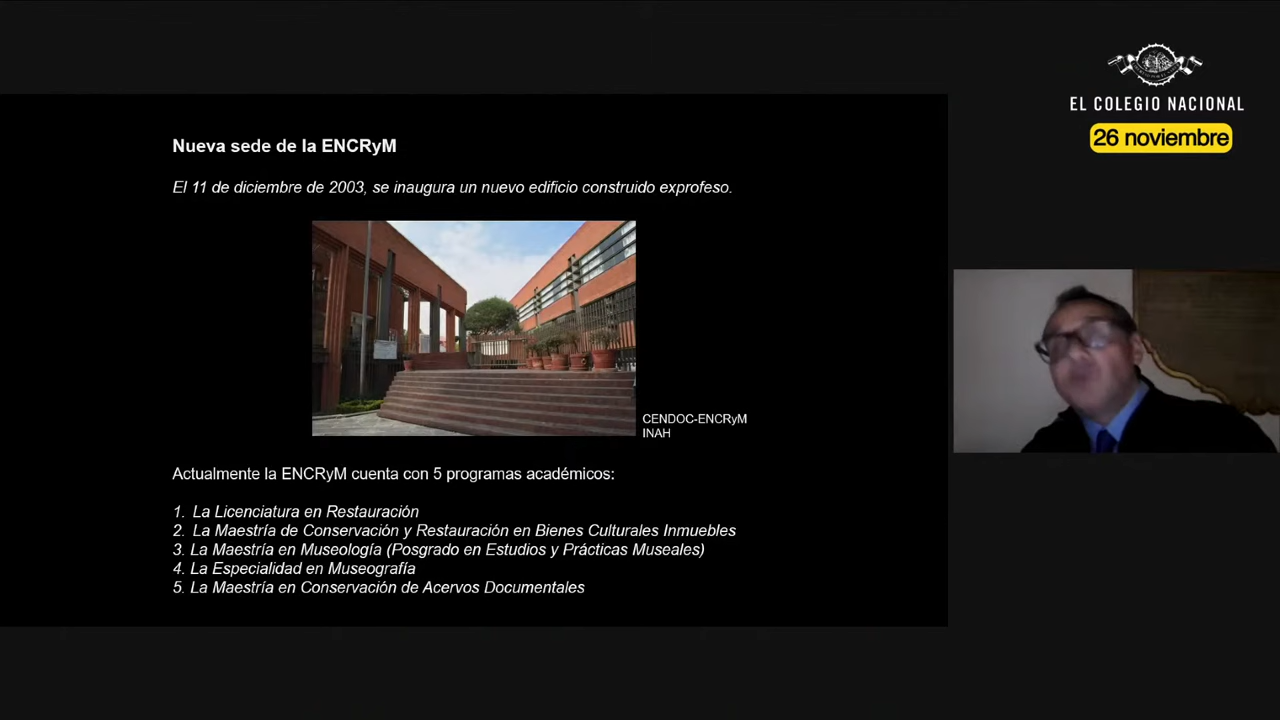 Nueva sede de la ENCRyM
El 11 de diciembre de 2003, se inaugura un nuevo edificio construido exprofeso.
CENDOC-ENCRyM
INAH
Actualmente la ENCRyM cuenta con 5 programas académicos:
1. La Licenciatura en Restauración
2. La Maestría de Conservación y Restauración en Bienes Culturales Inmuebles
3. La Maestría en Museología (Posgrado en Estudios y Prácticas Museales)
4. La Especialidad en Museografía
5. La Maestría en Conservación de Acervos Documentales
EL COLEGIO NACIONAL
26 noviembre